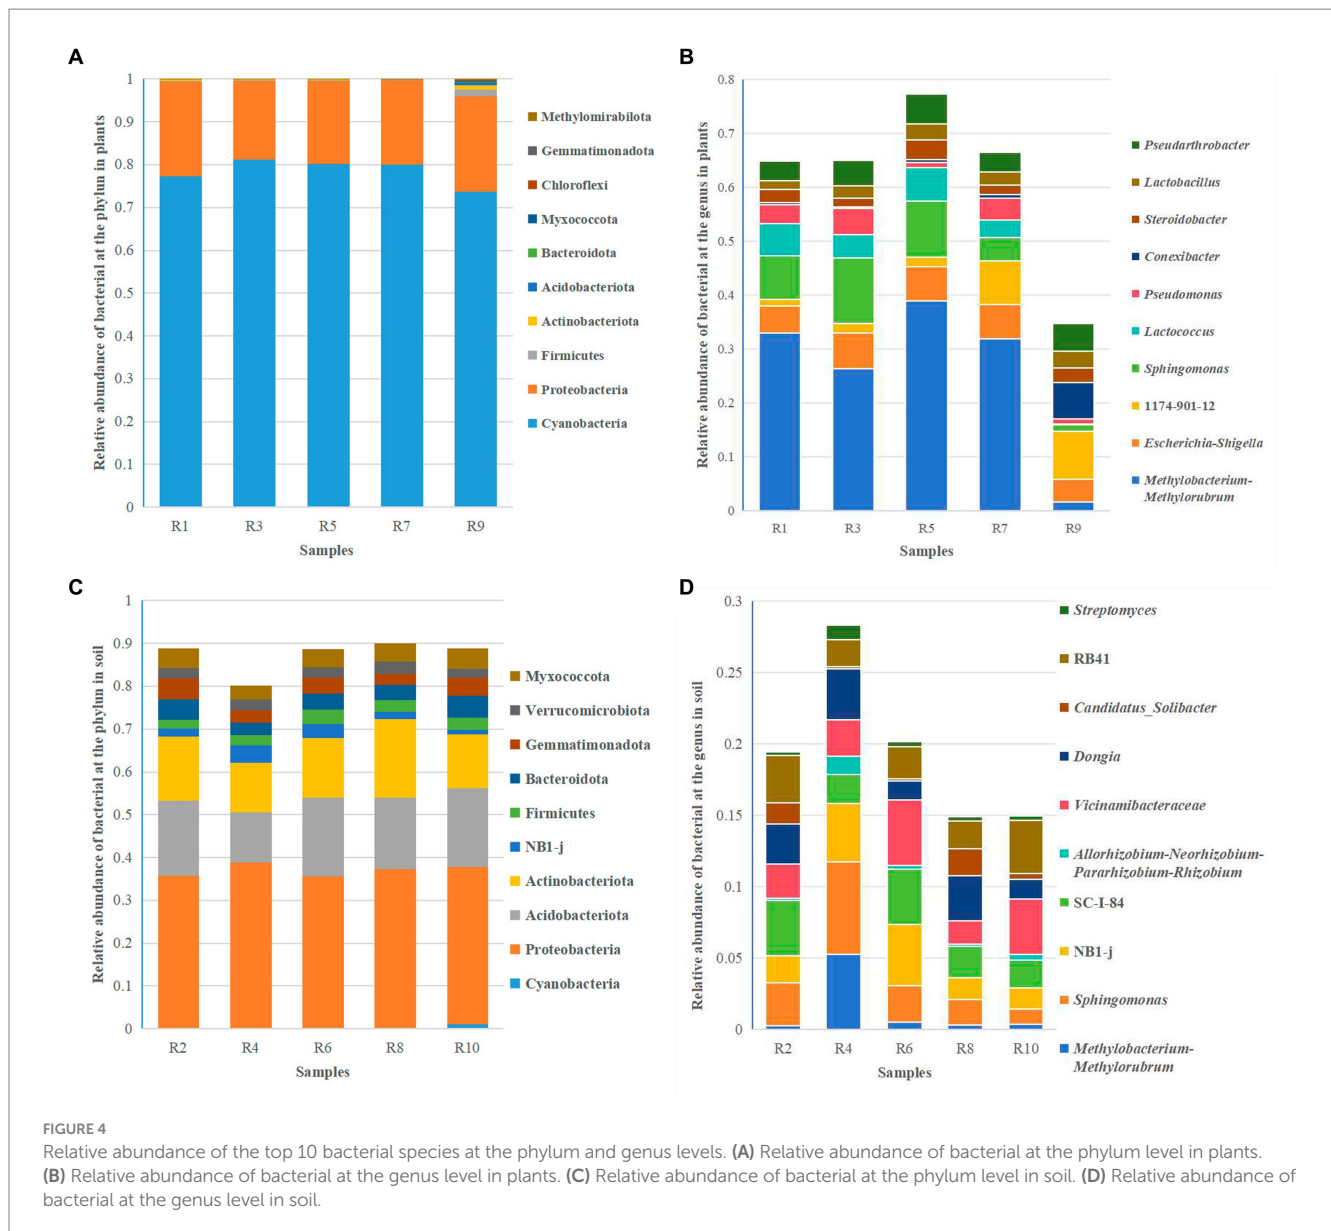 A
Relative abundance of bacterial at the phylum in plants
1
0.9
0.8
0.7
0.6
0.5
0.4
0.3
0.2
0.1
0
R1 R3 R5 R7 R9
Samples
Methylomirabilota
Gemmatimonadota
Chloroflexi
Myxococcota
Bacteroidota
Acidobacteriota
Actinobacteriota
Firmicutes
Proteobacteria
Cyanobacteria
B
Relative abundance of bacterial at the genus in plants
0.8
0.7
0.6
0.5
0.4
0.3
0.2
0.1
0
R1 R3 R5 R7 R9
Samples
Pseudarthrobacter
Lactobacillus
Steroidobacter
Conexibacter
Pseudomonas
Lactococcus
Sphingomonas
1174-901-12
Escherichia-Shigella
Methylobacterium-
Methylorubrum
C
Relative abundance of bacterial at the phylum in soil
1
0.9
0.8
0.7
0.6
0.5
0.4
0.3
0.2
0.1
0
R2 R4 R6 R8 R10
Samples
Myxococcota
Verrucomicrobiota
Gemmatimonadota
Bacteroidota
Firmicutes
NB1-j
Actinobacteriota
Acidobacteriota
Proteobacteria
Cyanobacteria
D
Relative abundance of bacterial at the genus in soil
0.3
0.25
0.2
0.15
0.1
0.05
0
R2 R4 R6 R8 R10
Samples
Streptomyces
RB41
Candidatus_Solibacter
Dongia
Vicinamibacteraceae
Allorhizobium-Neorhizobium-
Pararhizobium-Rhizobium
SC-I-84
NB1-j
Sphingomonas
Methylobacterium-
Methylorubrum
FIGURE 4
Relative abundance of the top 10 bacterial species at the phylum and genus levels. (A) Relative abundance of bacterial at the phylum level in plants.
(B) Relative abundance of bacterial at the genus level in plants. (C) Relative abundance of bacterial at the phylum level in soil. (D) Relative abundance of
bacterial at the genus level in soil.